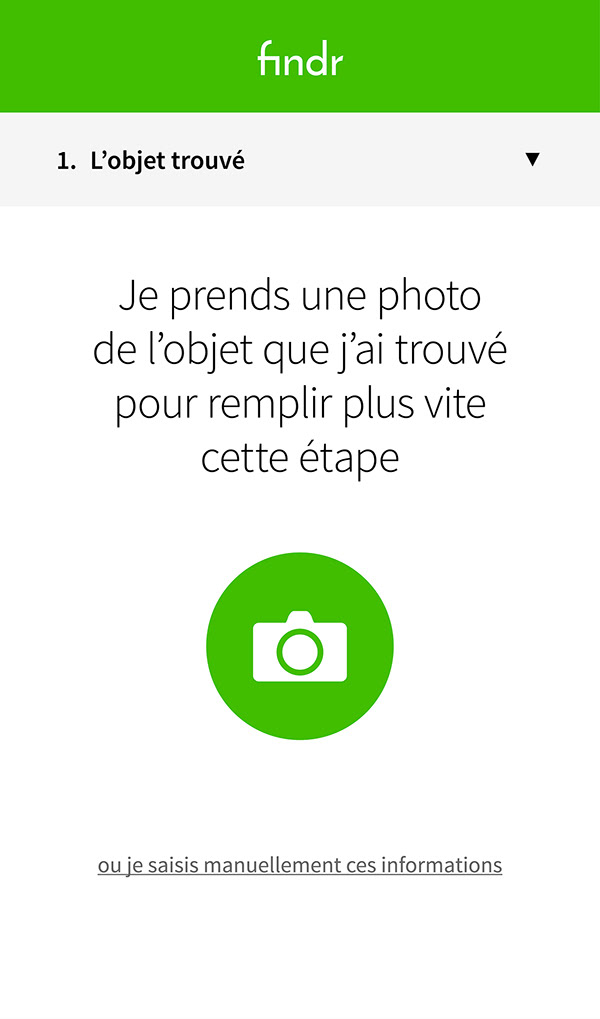 findr
1. L’objet trouvé ▼
Je prends une photo
de l’objet que j’ai trouvé
pour remplir plus vite
cette étape
ou je saisis manuellement ces informations